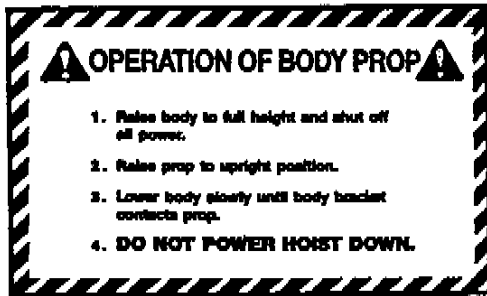 OPERATION OF BODY PROP
1. Raise body to full height and shut off
all power.
2. Raise prop to upright position.
3. Lower body slowly until body bracket
contacts prop.
4. DO NOT POWER HOIST DOWN.